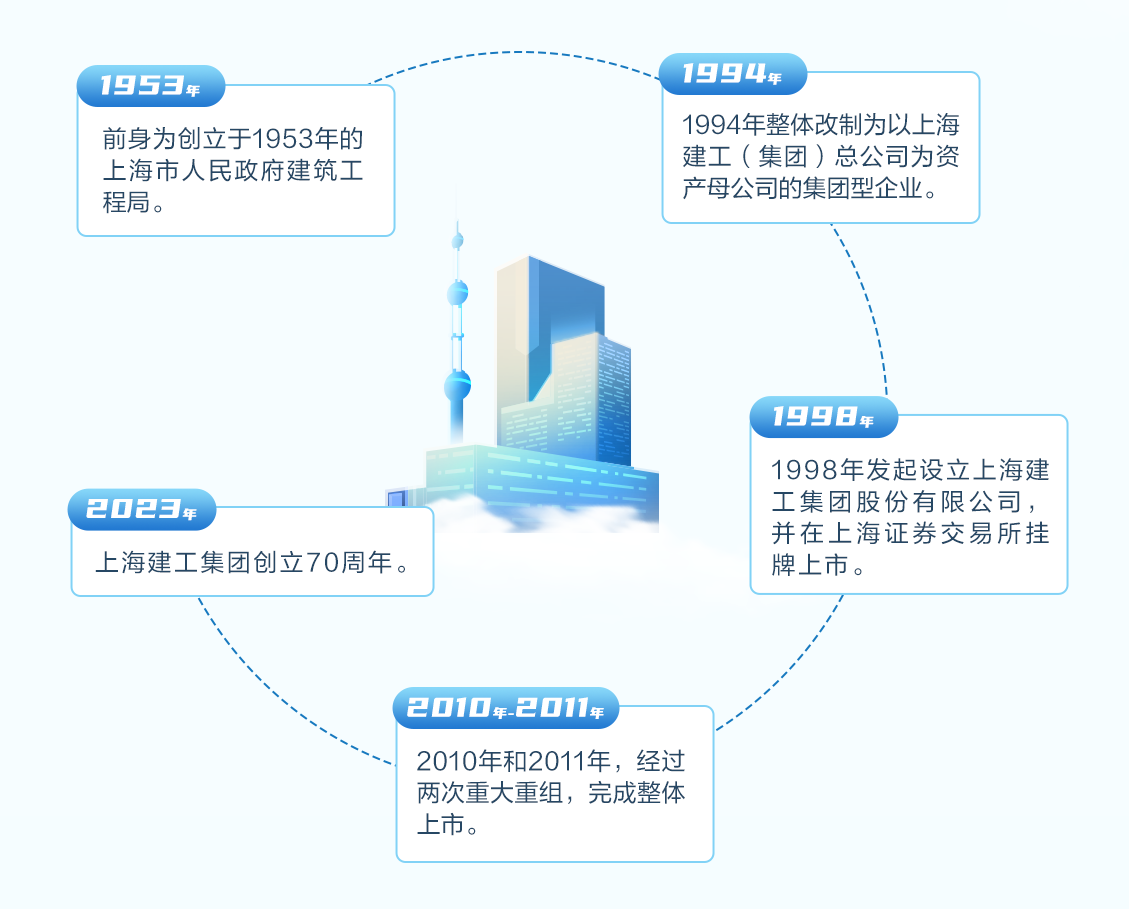 1953年
前身为创立于1953年的
上海市人民政府建筑工
程局。
1994年
1994年整体改制为以上海
建工（集团）总公司为资
产母公司的集团型企业。
1998年
1998年发起设立上海建
工集团股份有限公司，
并在上海证券交易所挂
牌上市。
2010年-2011年
2010年和2011年，经过
两次重大重组，完成整体
上市。
2023年
上海建工集团创立70周年。